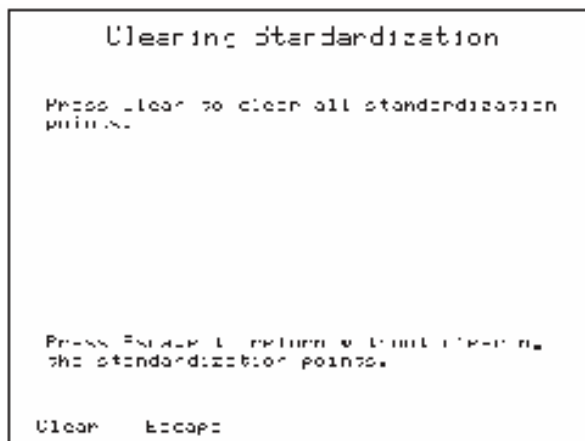 Clearing Standardization
Press Clear to clear all standardization
points.
Press Escape to return without clearing
the standardization points.
Clear Escape